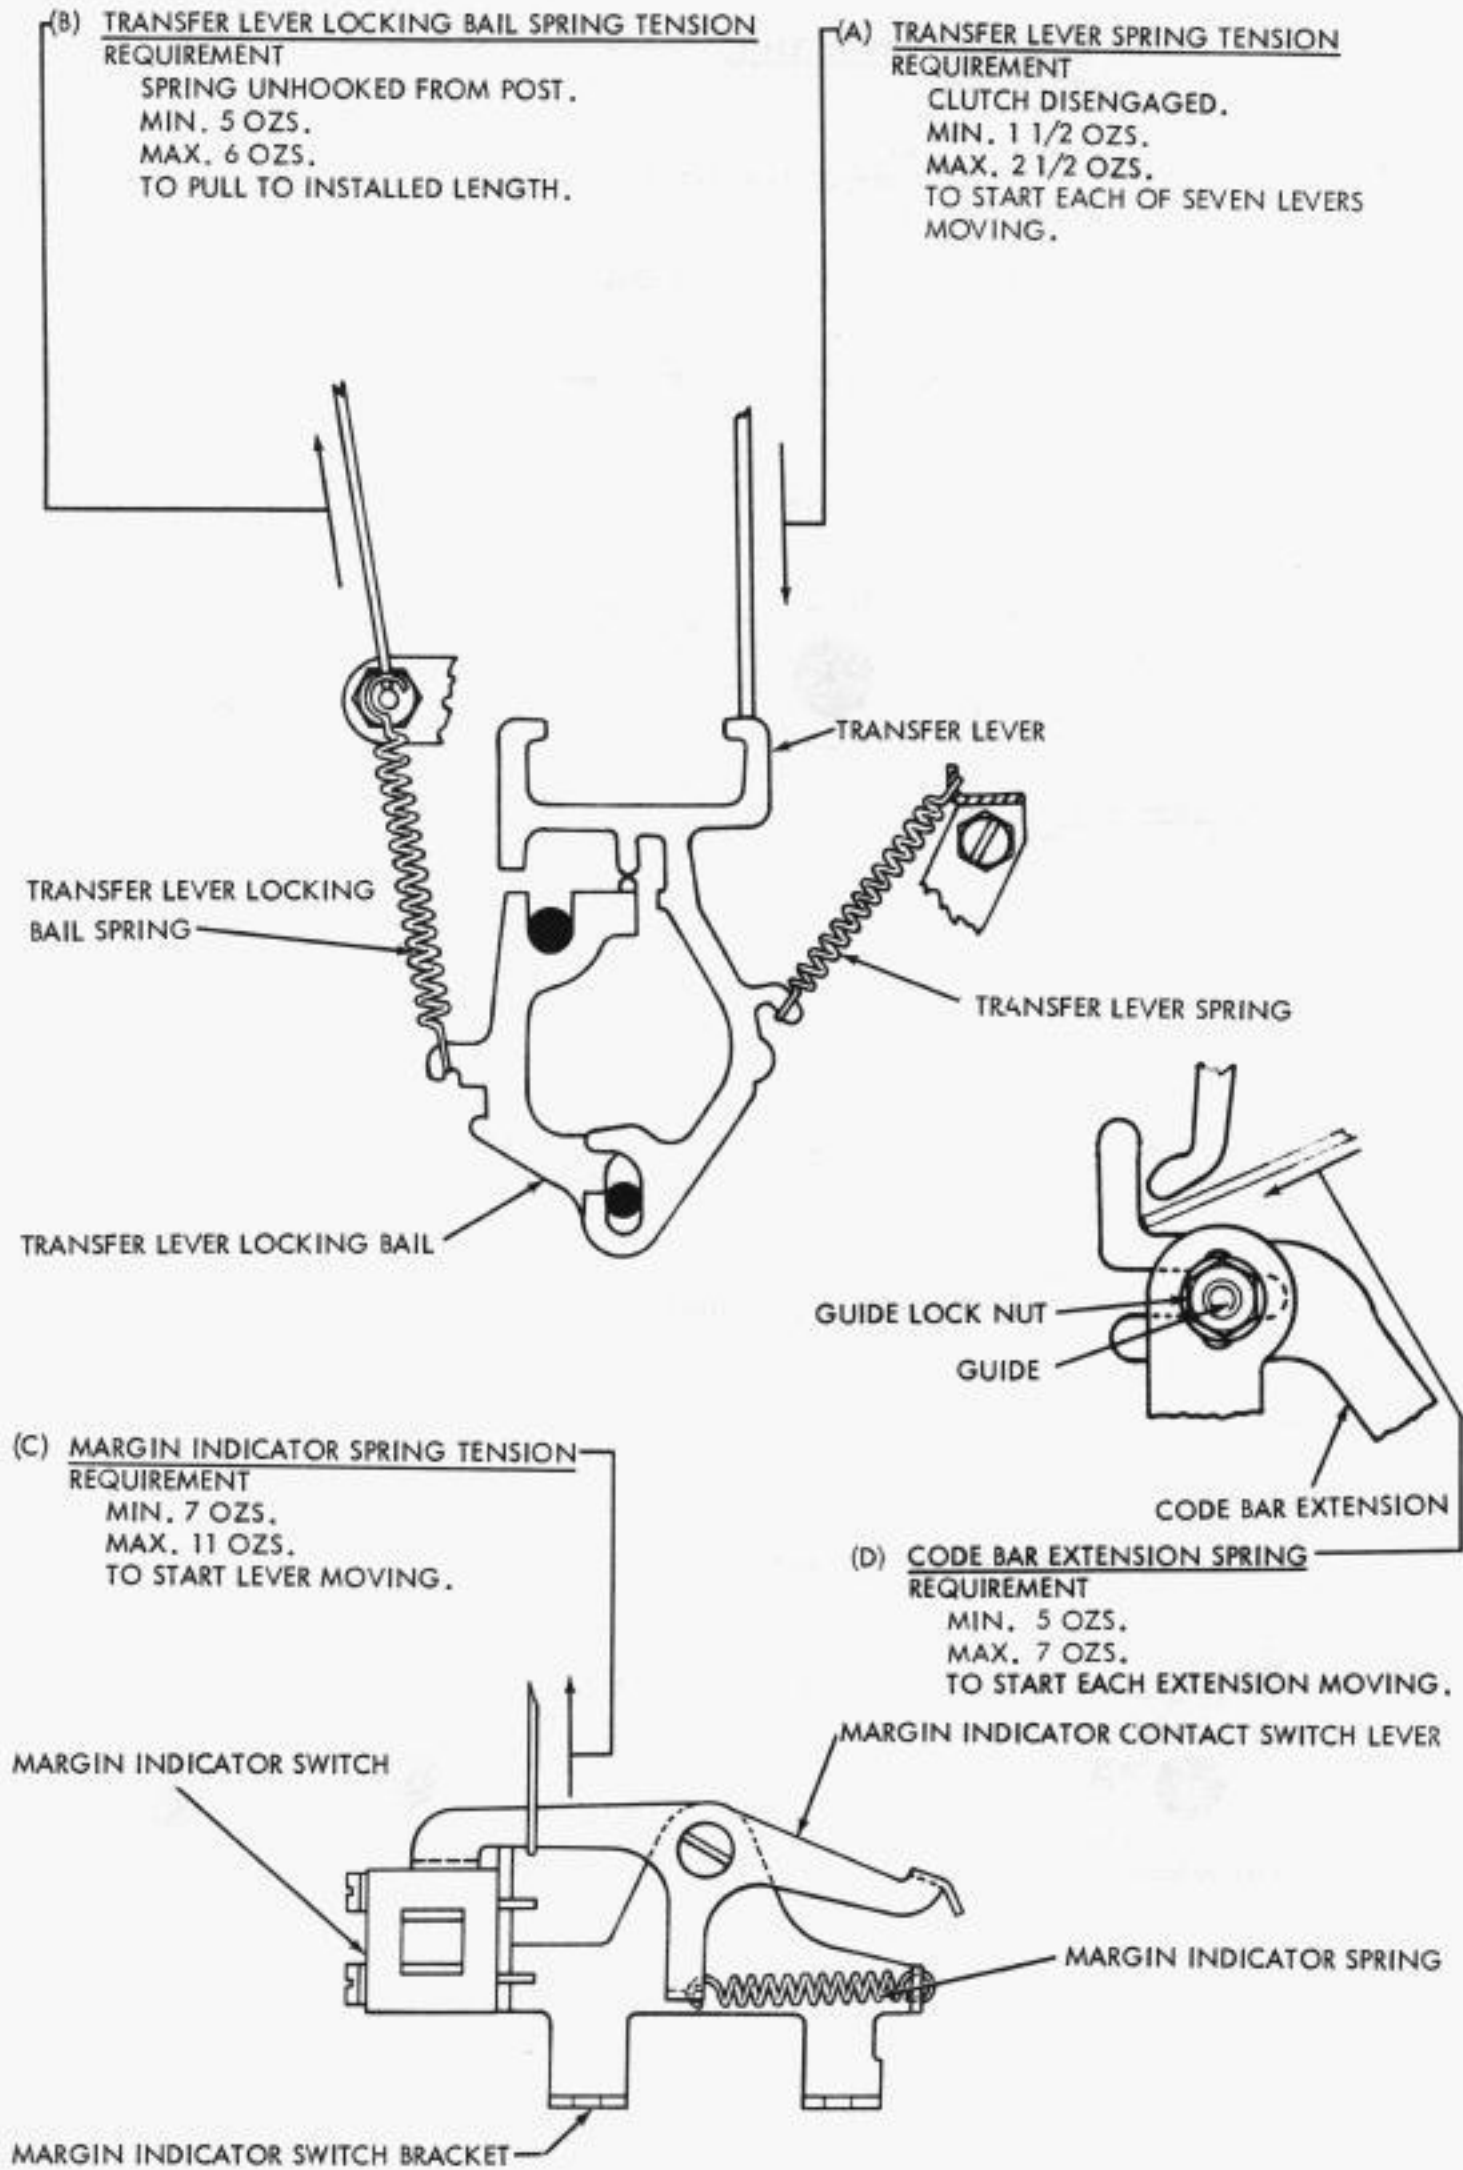 (B) TRANSFER LEVER LOCKING BAIL SPRING TENSION
REQUIREMENT
SPRING UNHOOKED FROM POST.
MIN. 5 OZS.
MAX. 6 OZS.
TO PULL TO INSTALLED LENGTH.
(A) TRANSFER LEVER SPRING TENSION
REQUIREMENT
CLUTCH DISENGAGED.
MIN. 1 1/2 OZS.
MAX. 2 1/2 OZS.
TO START EACH OF SEVEN LEVERS
MOVING.
TRANSFER LEVER
TRANSFER LEVER LOCKING
BAIL SPRING
TRANSFER LEVER SPRING
TRANSFER LEVER LOCKING BAIL
GUIDE LOCK NUT
GUIDE
CODE BAR EXTENSION
(C) MARGIN INDICATOR SPRING TENSION
REQUIREMENT
MIN. 7 OZS.
MAX. 11 OZS.
TO START LEVER MOVING.
(D) CODE BAR EXTENSION SPRING
REQUIREMENT
MIN. 5 OZS.
MAX. 7 OZS.
TO START EACH EXTENSION MOVING.
MARGIN INDICATOR CONTACT SWITCH LEVER
MARGIN INDICATOR SWITCH
MARGIN INDICATOR SPRING
MARGIN INDICATOR SWITCH BRACKET